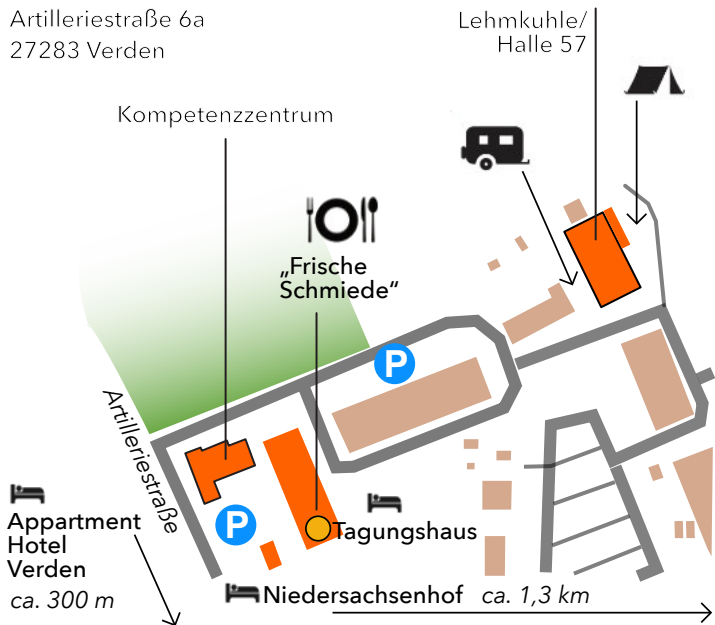 Artilleriestraße 6a
27283 Verden
Lehmkuhle/
Halle 57
Kompetenzzentrum
„Frische
Schmiede“
P
Artilleriestraße
P
Appartment
Hotel
Verden
ca. 300 m
Tagungshaus
Niedersachsenhof ca. 1,3 km